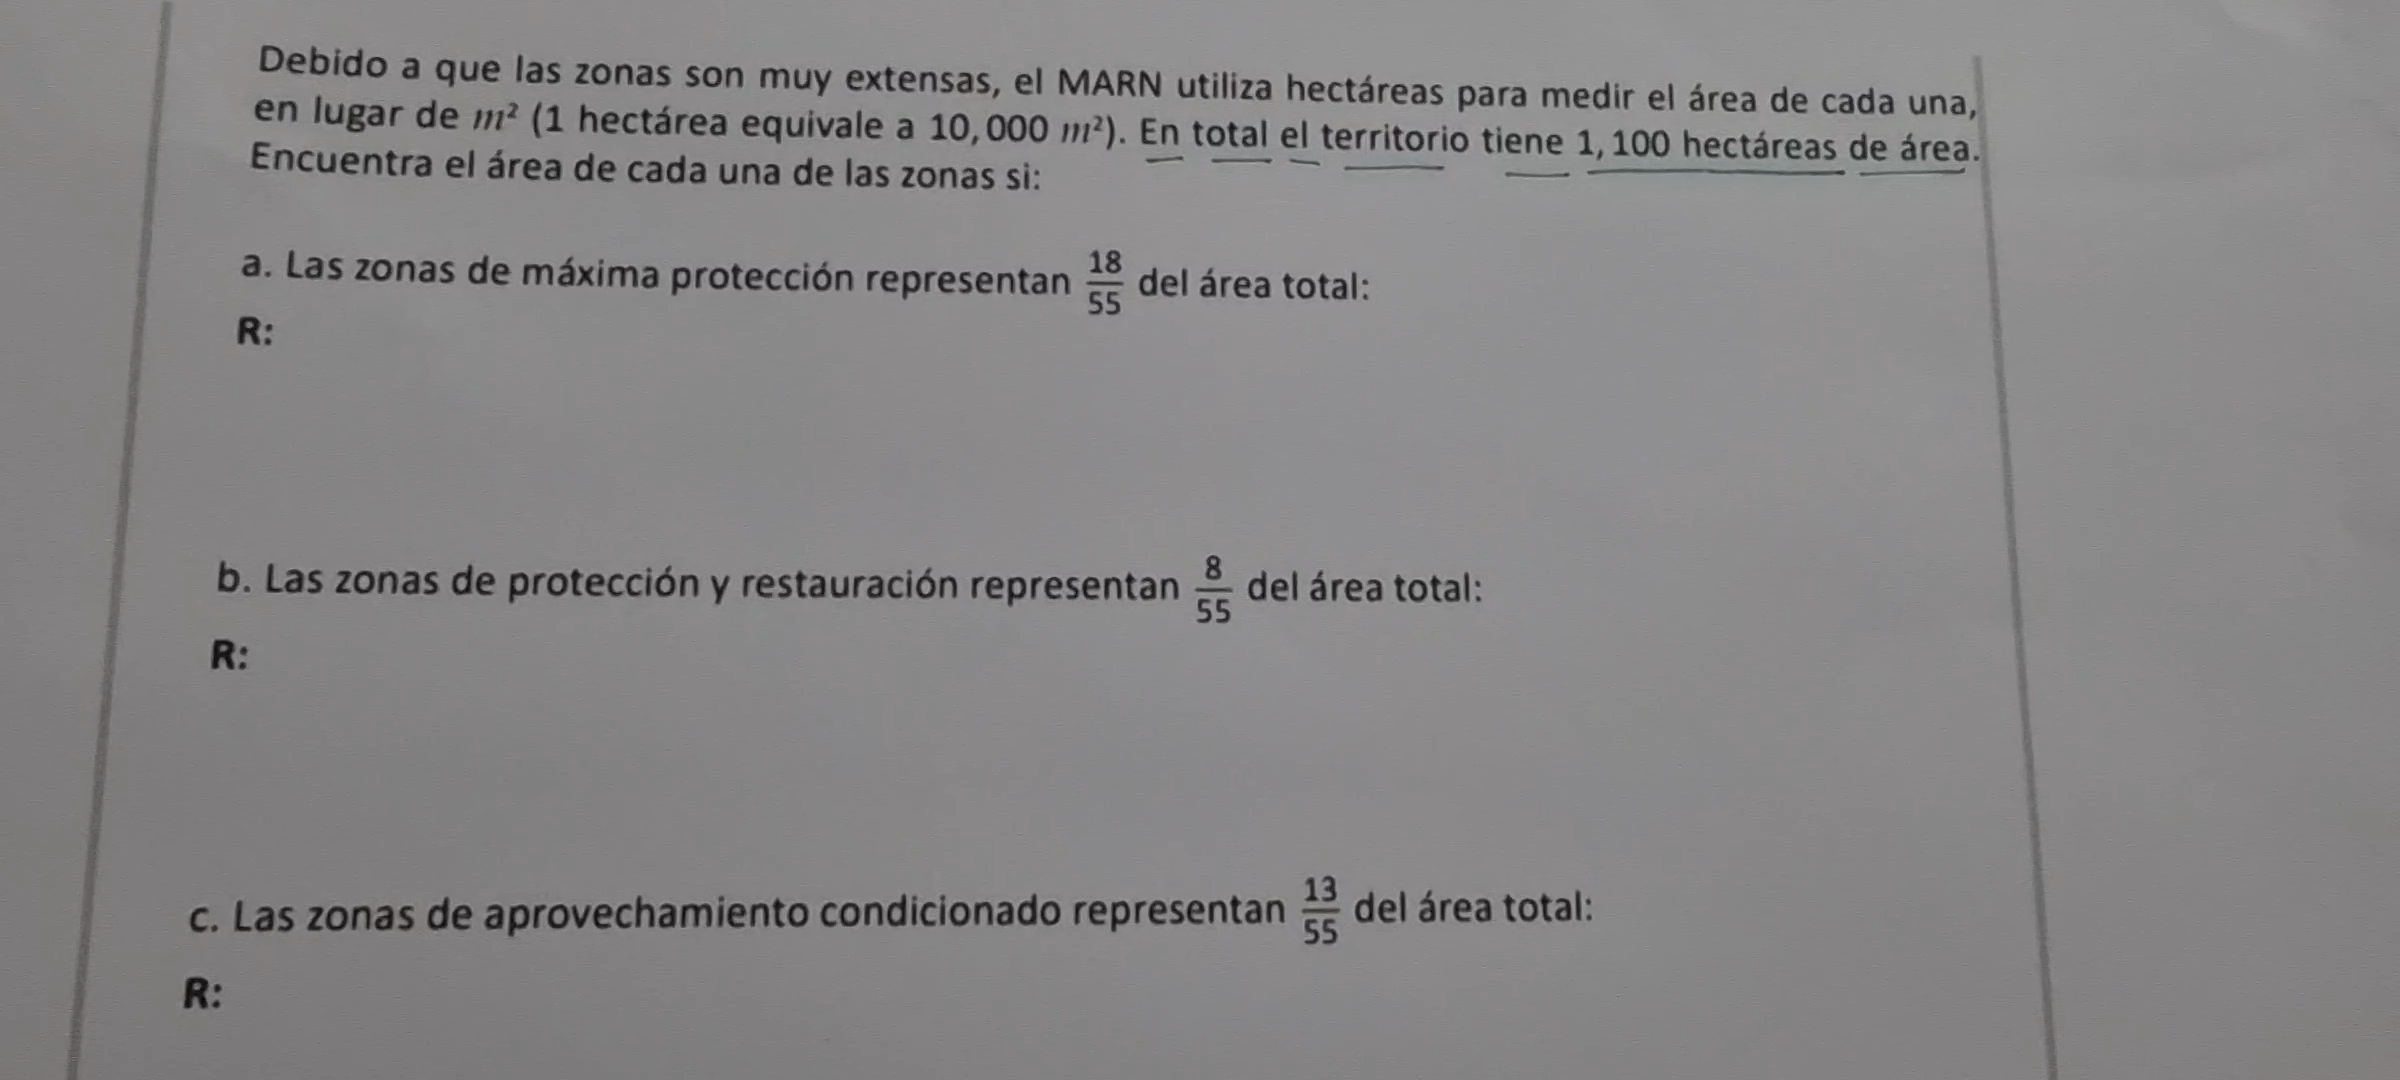 Debido a que las zonas son muy extensas, el MARN utiliza hectáreas para medir el área de cada una,
en lugar de m² (1 hectárea equivale a 10,000 m²). En total el territorio tiene 1,100 hectáreas de área.
Encuentra el área de cada una de las zonas si:
a. Las zonas de máxima protección representan 18/55 del área total:
R:
b. Las zonas de protección y restauración representan 8/55 del área total:
R:
c. Las zonas de aprovechamiento condicionado representan 13/55 del área total:
R: